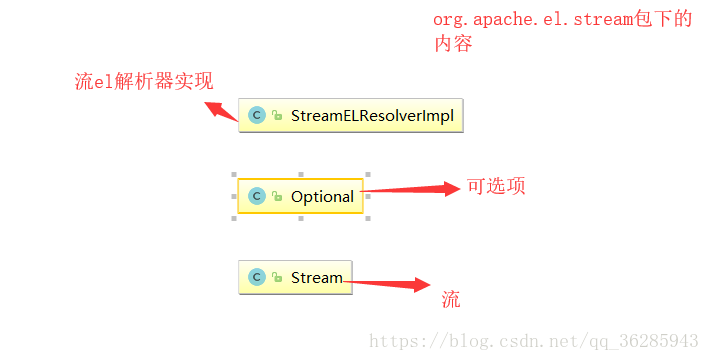 org.apache.el.stream包下的
内容
流el解析器实现
C StreamELResolverImpl
C Optional
可选项
C Stream
流
https://blog.csdn.net/qq_36285943